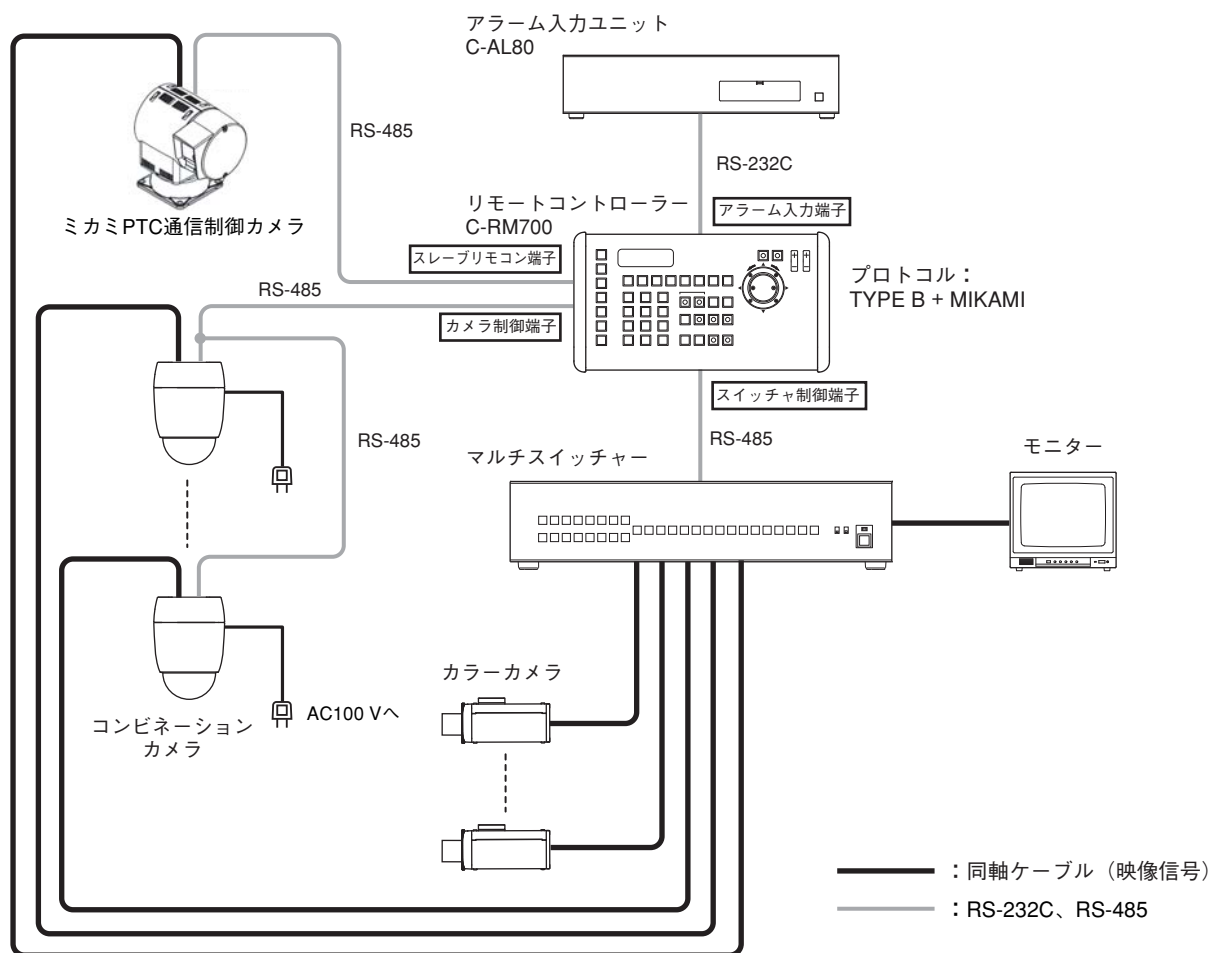 アラーム入力ユニット
C-AL80
RS-485
RS-232C
ミカミPTC通信制御カメラ
リモートコントローラー
C-RM700
アラーム入力端子
スレーブリモコン端子
プロトコル：
TYPE B + MIKAMI
RS-485
カメラ制御端子
スイッチャ制御端子
RS-485
RS-485
マルチスイッチャー
モニター
カラーカメラ
AC100 Vへ
コンビネーション
カメラ
：同軸ケーブル（映像信号）
：RS-232C、RS-485